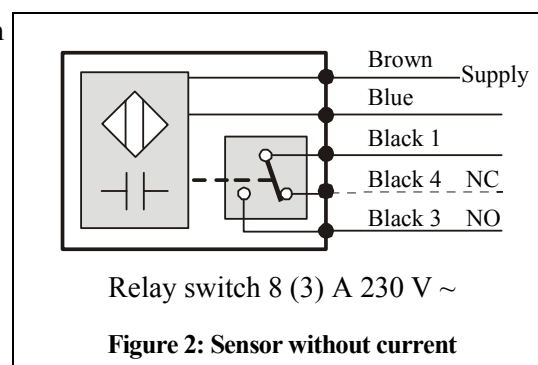 Brown
Supply
Blue
Black 1
Black 4 NC
Black 3 NO
Relay switch 8 (3) A 230 V ~
Figure 2: Sensor without current